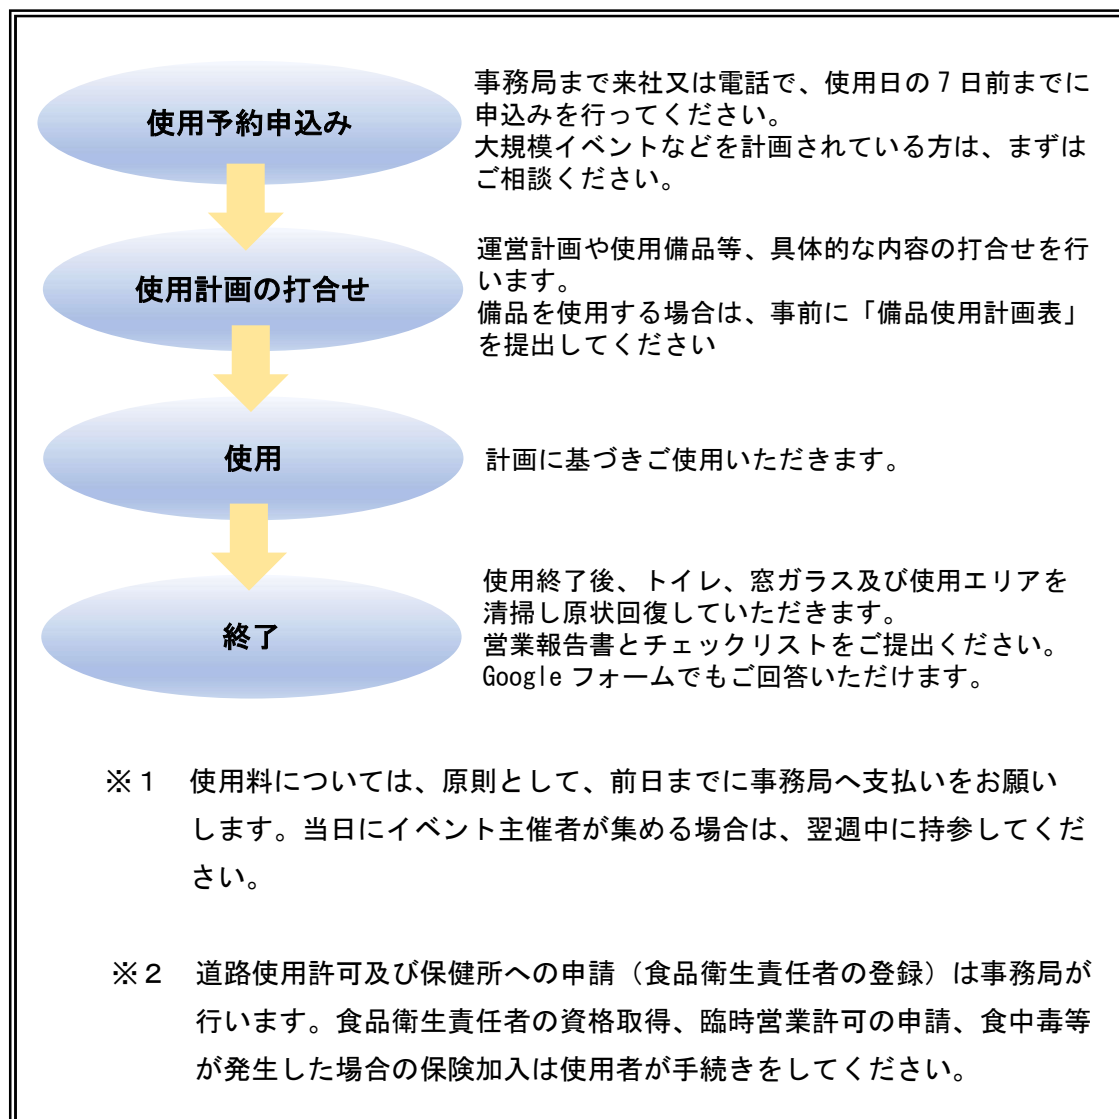 使用予約申込み
事務局まで来社又は電話で、使用日の7日前までに
申込みを行ってください。
大規模イベントなどを計画されている方は、まずは
ご相談ください。
使用計画の打合せ
運営計画や使用備品等、具体的な内容の打合せを行
います。
備品を使用する場合は、事前に「備品使用計画表」
を提出してください
使用
計画に基づきご使用いただきます。
終了
使用終了後、トイレ、窓ガラス及び使用エリアを
清掃し原状回復していただきます。
営業報告書とチェックリストをご提出ください。
Googleフォームでもご回答いただけます。
※1 使用料については、原則として、前日までに事務局へ支払いをお願い
します。当日にイベント主催者が集める場合は、翌週中に持参してくだ
さい。
※2 道路使用許可及び保健所への申請（食品衛生責任者の登録）は事務局が
行います。食品衛生責任者の資格取得、臨時営業許可の申請、食中毒等
が発生した場合の保険加入は使用者が手続きをしてください。